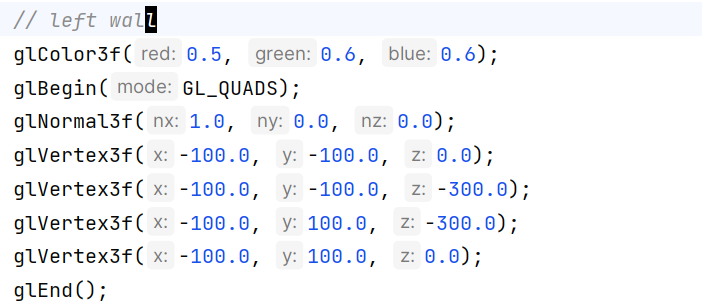 // left wall
glColor3f( red: 0.5, green: 0.6, blue: 0.6);
glBegin( mode: GL_QUADS);
glNormal3f( nx: 1.0, ny: 0.0, nz: 0.0);
glVertex3f( x: -100.0, y: -100.0, z: 0.0);
glVertex3f( x: -100.0, y: -100.0, z: -300.0);
glVertex3f( x: -100.0, y: 100.0, z: -300.0);
glVertex3f( x: -100.0, y: 100.0, z: 0.0);
glEnd();